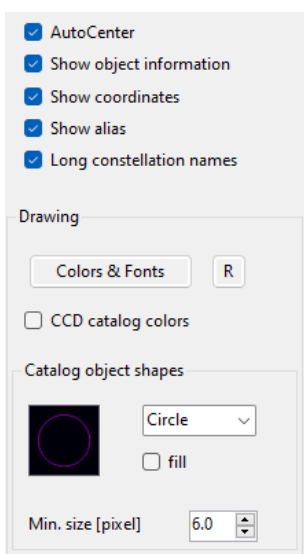 AutoCenter
Show object information
Show coordinates
Show alias
Long constellation names
Drawing
Colors & Fonts R
CCD catalog colors
Catalog object shapes
Circle
fill
Min. size [pixel] 6.0